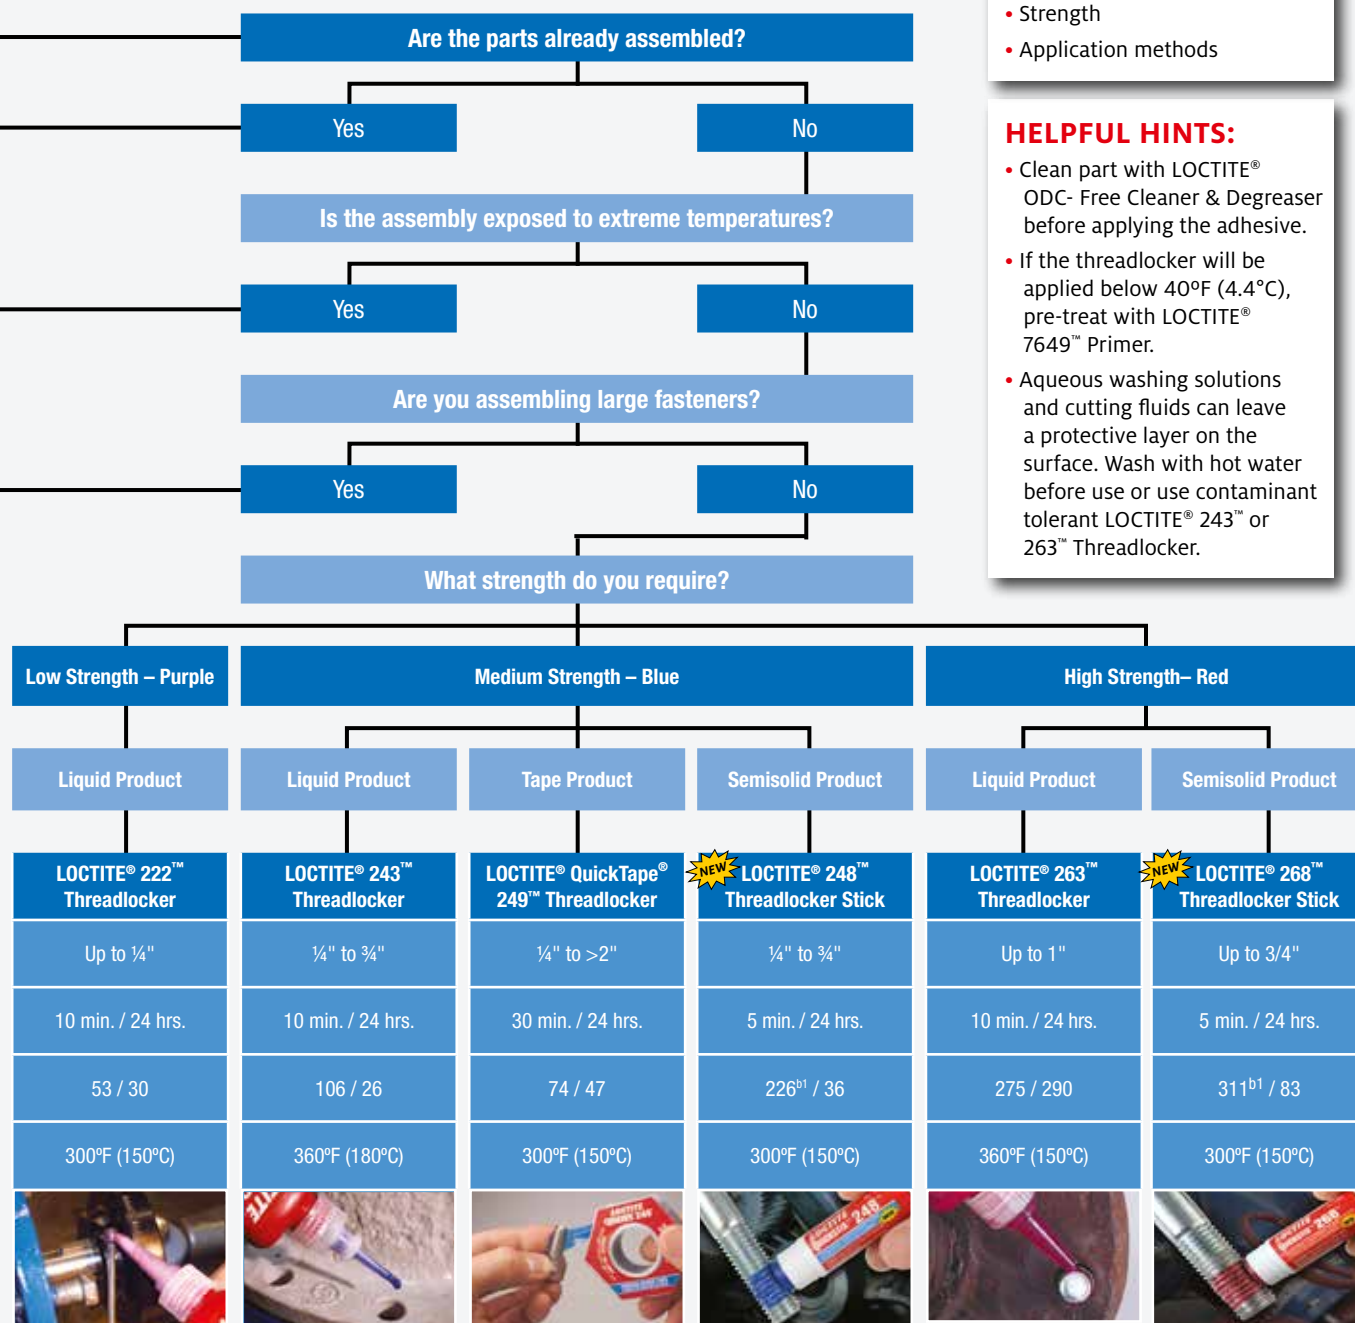 • Strength
• Application methods
Are the parts already assembled?
Yes
No
Is the assembly exposed to extreme temperatures?
Yes
No
Are you assembling large fasteners?
Yes
No
What strength do you require?
HELPFUL HINTS:
• Clean part with LOCTITE®
ODC- Free Cleaner & Degreaser
before applying the adhesive.
• If the threadlocker will be
applied below 40ºF (4.4°C),
pre-treat with LOCTITE®
7649™ Primer.
• Aqueous washing solutions
and cutting fluids can leave
a protective layer on the
surface. Wash with hot water
before use or use contaminant
tolerant LOCTITE® 243™ or
263™ Threadlocker.
Low Strength – Purple
Medium Strength – Blue
High Strength– Red
Liquid Product
Liquid Product
Tape Product
Semisolid Product
Liquid Product
Semisolid Product
LOCTITE® 222™
Threadlocker
LOCTITE® 243™
Threadlocker
LOCTITE® QuickTape®
249™ Threadlocker
NEW
LOCTITE® 248™
Threadlocker Stick
LOCTITE® 263™
Threadlocker
NEW
LOCTITE® 268™
Threadlocker Stick
Up to ¼"
¼" to ¾"
¼" to >2"
¼" to ¾"
Up to 1"
Up to 3/4"
10 min. / 24 hrs.
10 min. / 24 hrs.
30 min. / 24 hrs.
5 min. / 24 hrs.
10 min. / 24 hrs.
5 min. / 24 hrs.
53 / 30
106 / 26
74 / 47
226b1 / 36
275 / 290
311b1 / 83
300ºF (150ºC)
360ºF (180ºC)
300ºF (150ºC)
300ºF (150ºC)
360ºF (150ºC)
300ºF (150ºC)
LOCTITE
248
268